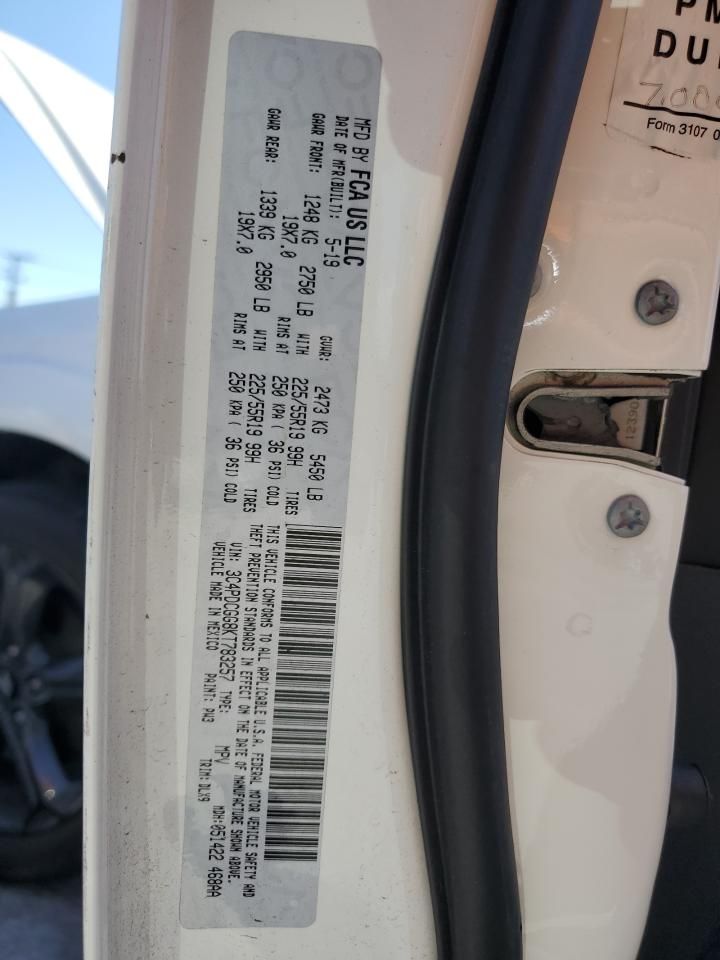 MFD BY FCA US LLC
DATE OF MFR(BUILT): 5-19 GVWR: 2473 KG 5450 LB
GAWR FRONT: 1248 KG 2750 LB WITH 225/55R19 99H TIRES
19X7.0 RIMS AT 250 KPA ( 36 PSI) COLD
GAWR REAR: 1339 KG 2950 LB WITH 225/55R19 99H TIRES
19X7.0 RIMS AT 250 KPA ( 36 PSI) COLD
THIS VEHICLE CONFORMS TO ALL APPLICABLE U.S.A. FEDERAL MOTOR VEHICLE SAFETY AND
THEFT PREVENTION STANDARDS IN EFFECT ON THE DATE OF MANUFACTURE SHOWN ABOVE.
VIN: 3C4PDCGG8KT783257 TYPE: MPV MDH:051422 468AA
VEHICLE MADE IN MEXICO PAINT: PW3 TRIM:DLX9
PM
DU
Form 3107 0
12390